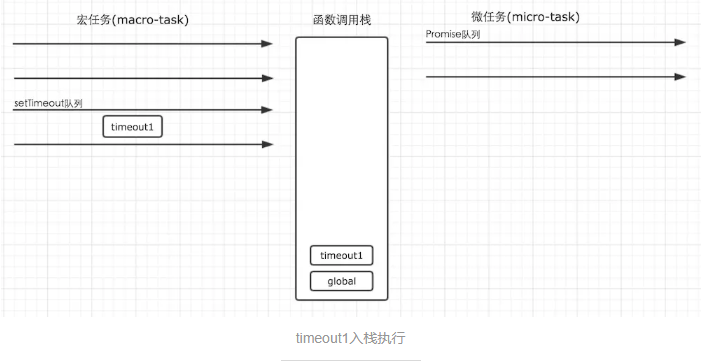 宏任务(macro-task)
函数调用栈
微任务(micro-task)
Promise队列
setTimeout队列
timeout1
timeout1
global
timeout1入栈执行